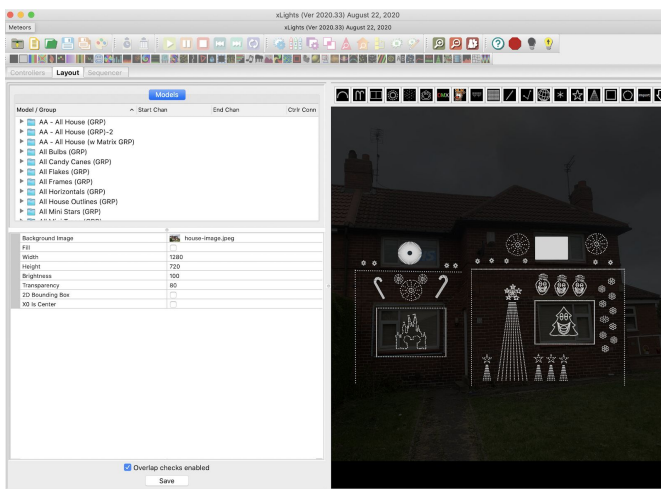 xLights (Ver 2020.33) August 22, 2020
Meteors
xLights (Ver 2020.33) August 22, 2020
Controllers Layout Sequencer
Models
Model / Group Start Chan End Chan Ctrlr Conn
AA - All House (GRP)
AA - All House (GRP)-2
AA - All House (w Matrix GRP)
All Bulbs (GRP)
All Candy Canes (GRP)
All Flakes (GRP)
All Frames (GRP)
All Horizontals (GRP)
All House Outlines (GRP)
All Mini Stars (GRP)
Background Image house-image.jpeg
Fill
Width 1280
Height 720
Brightness 100
Transparency 80
2D Bounding Box
X0 Is Center
Overlap checks enabled
Save
DMX